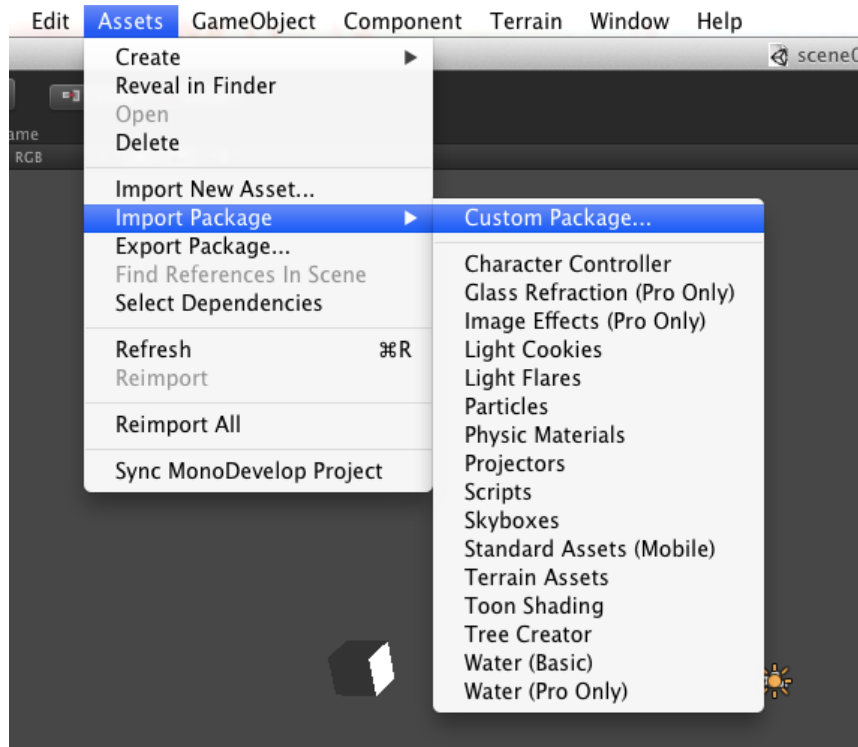 Edit Assets GameObject Component Terrain Window Help
scene
ame
RGB
Create
Reveal in Finder
Open
Delete
Import New Asset...
Import Package
Export Package...
Find References In Scene
Select Dependencies
Refresh ⌘R
Reimport
Reimport All
Sync MonoDevelop Project
Custom Package...
Character Controller
Glass Refraction (Pro Only)
Image Effects (Pro Only)
Light Cookies
Light Flares
Particles
Physic Materials
Projectors
Scripts
Skyboxes
Standard Assets (Mobile)
Terrain Assets
Toon Shading
Tree Creator
Water (Basic)
Water (Pro Only)